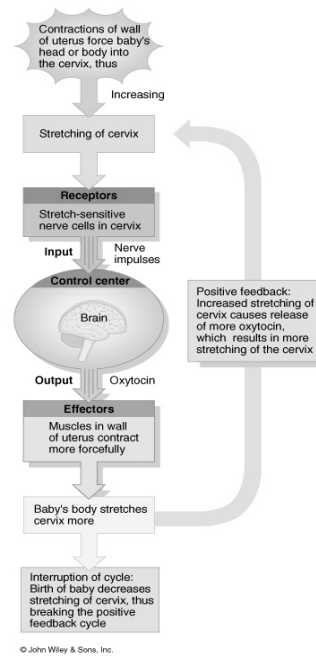 Contractions of wall
of uterus force baby's
head or body into
the cervix, thus
Increasing
Stretching of cervix
Receptors
Stretch-sensitive
nerve cells in cervix
Input
Nerve
impulses
Control center
Brain
Positive feedback:
Increased stretching of
cervix causes release
of more oxytocin,
which results in more
stretching of the cervix
Output
Oxytocin
Effectors
Muscles in wall
of uterus contract
more forcefully
Baby's body stretches
cervix more
Interruption of cycle:
Birth of baby decreases
stretching of cervix, thus
breaking the positive
feedback cycle
© John Wiley & Sons, Inc.